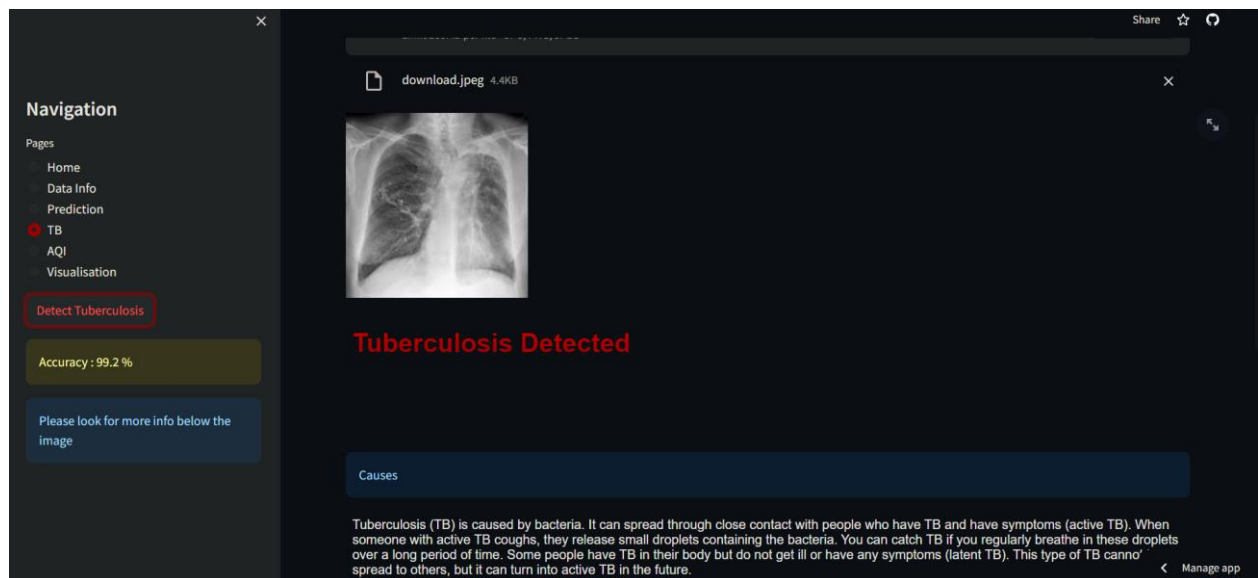 Share
Navigation
Pages
Home
Data Info
Prediction
TB
AQI
Visualisation
Detect Tuberculosis
Accuracy : 99.2 %
Please look for more info below the
image
download.jpeg 4.4KB
Tuberculosis Detected
Causes
Tuberculosis (TB) is caused by bacteria. It can spread through close contact with people who have TB and have symptoms (active TB). When
someone with active TB coughs, they release small droplets containing the bacteria. You can catch TB if you regularly breathe in these droplets
over a long period of time. Some people have TB in their body but do not get ill or have any symptoms (latent TB). This type of TB canno
spread to others, but it can turn into active TB in the future.
Manage app